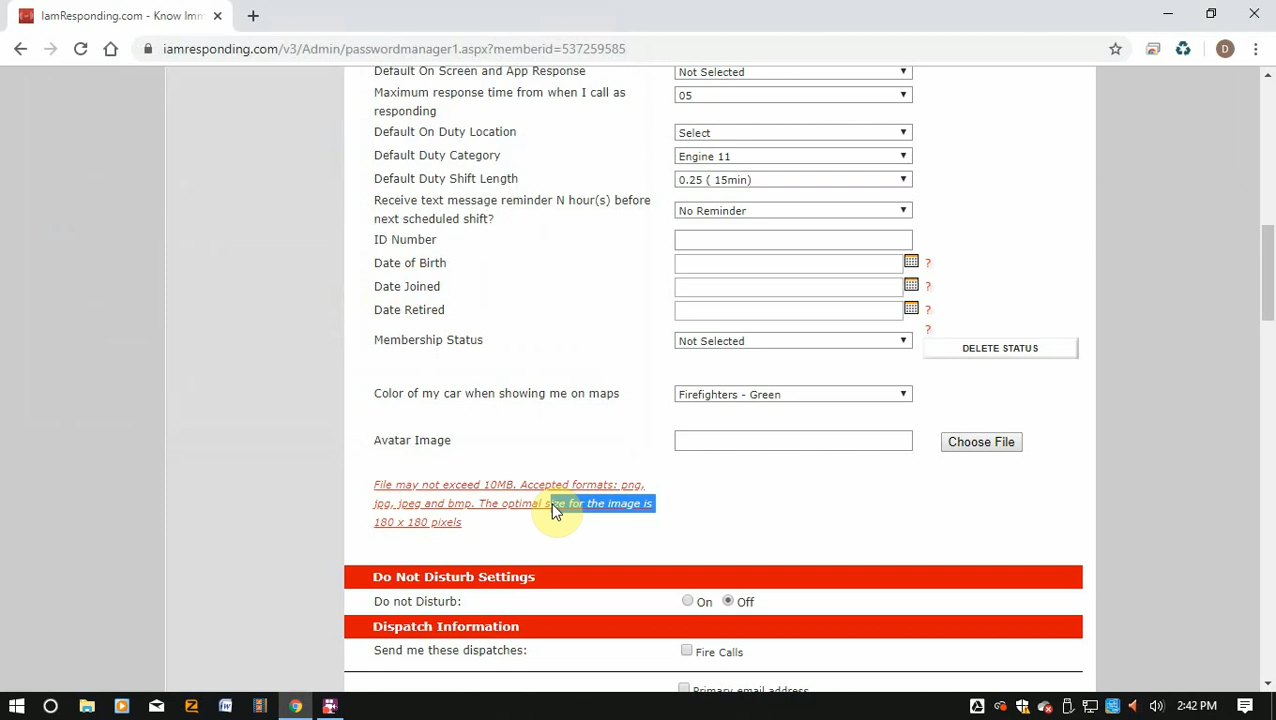 IamResponding.com - Know Imm
iamresponding.com/v3/Admin/passwordmanager1.aspx?memberid=537259585
D
Default On Screen and App Response
Not Selected
Maximum response time from when I call as
responding
05
Default On Duty Location
Select
Default Duty Category
Engine 11
Default Duty Shift Length
0.25 ( 15min)
Receive text message reminder N hour(s) before
next scheduled shift?
No Reminder
ID Number
Date of Birth
?
Date Joined
?
Date Retired
?
?
Membership Status
Not Selected
DELETE STATUS
Color of my car when showing me on maps
Firefighters - Green
Avatar Image
Choose File
File may not exceed 10MB. Accepted formats: png,
jpg, jpeg and bmp. The optimal size for the image is
180 x 180 pixels
Do Not Disturb Settings
Do not Disturb:
On
Off
Dispatch Information
Send me these dispatches:
Fire Calls
Primary email address
2:42 PM